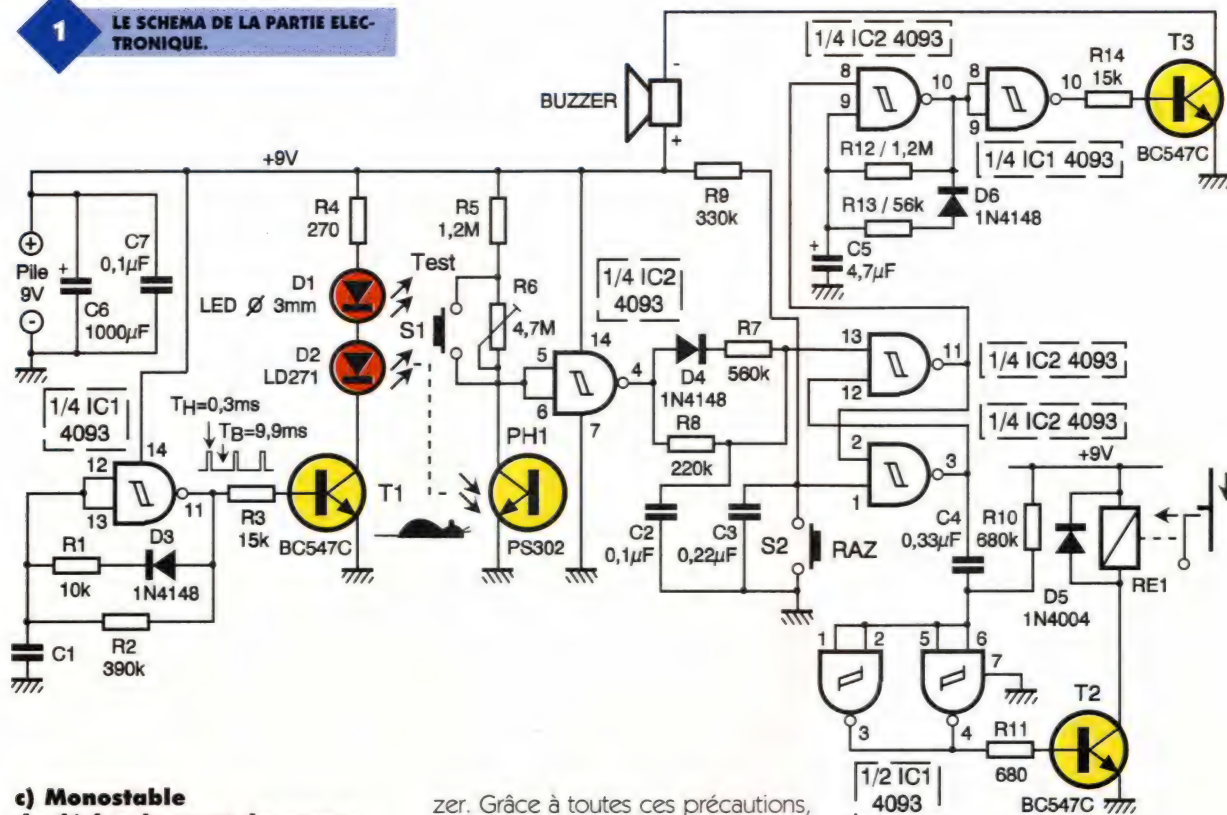 1
LE SCHEMA DE LA PARTIE ELEC-
TRONIQUE.
BUZZER
-
+
1/4 IC2 4093
8
9
10
8
9
10
R14
15k
T3
BC547C
R12 / 1,2M
R13 / 56k
1/4 IC1 4093
D6
1N4148
C5
4,7µF
+
+9V
R9
330k
Pile
9V
+
-
C7
0,1µF
+
C6
1000µF
R4
270
D1
LED Ø 3mm
D2
LD271
R5
1,2M
Test
S1
R6
4,7M
1/4 IC2
4093
14
5
6
4
7
D4
1N4148
R7
560k
R8
220k
13
12
11
1/4 IC2 4093
1/4 IC2 4093
2
1
3
1/4 IC1
4093
TH=0,3ms
TB=9,9ms
14
12
13
11
R3
15k
T1
BC547C
PH1
PS302
D3
1N4148
R1
10k
R2
390k
C1
C2
0,1µF
C3
0,22µF
S2
RAZ
C4
0,33µF
R10
680k
+9V
D5
1N4004
RE1
1
2
5
6
7
3
4
R11
680
T2
BC547C
1/2 IC1
4093
c) Monostable
zer. Grâce à toutes ces précautions,